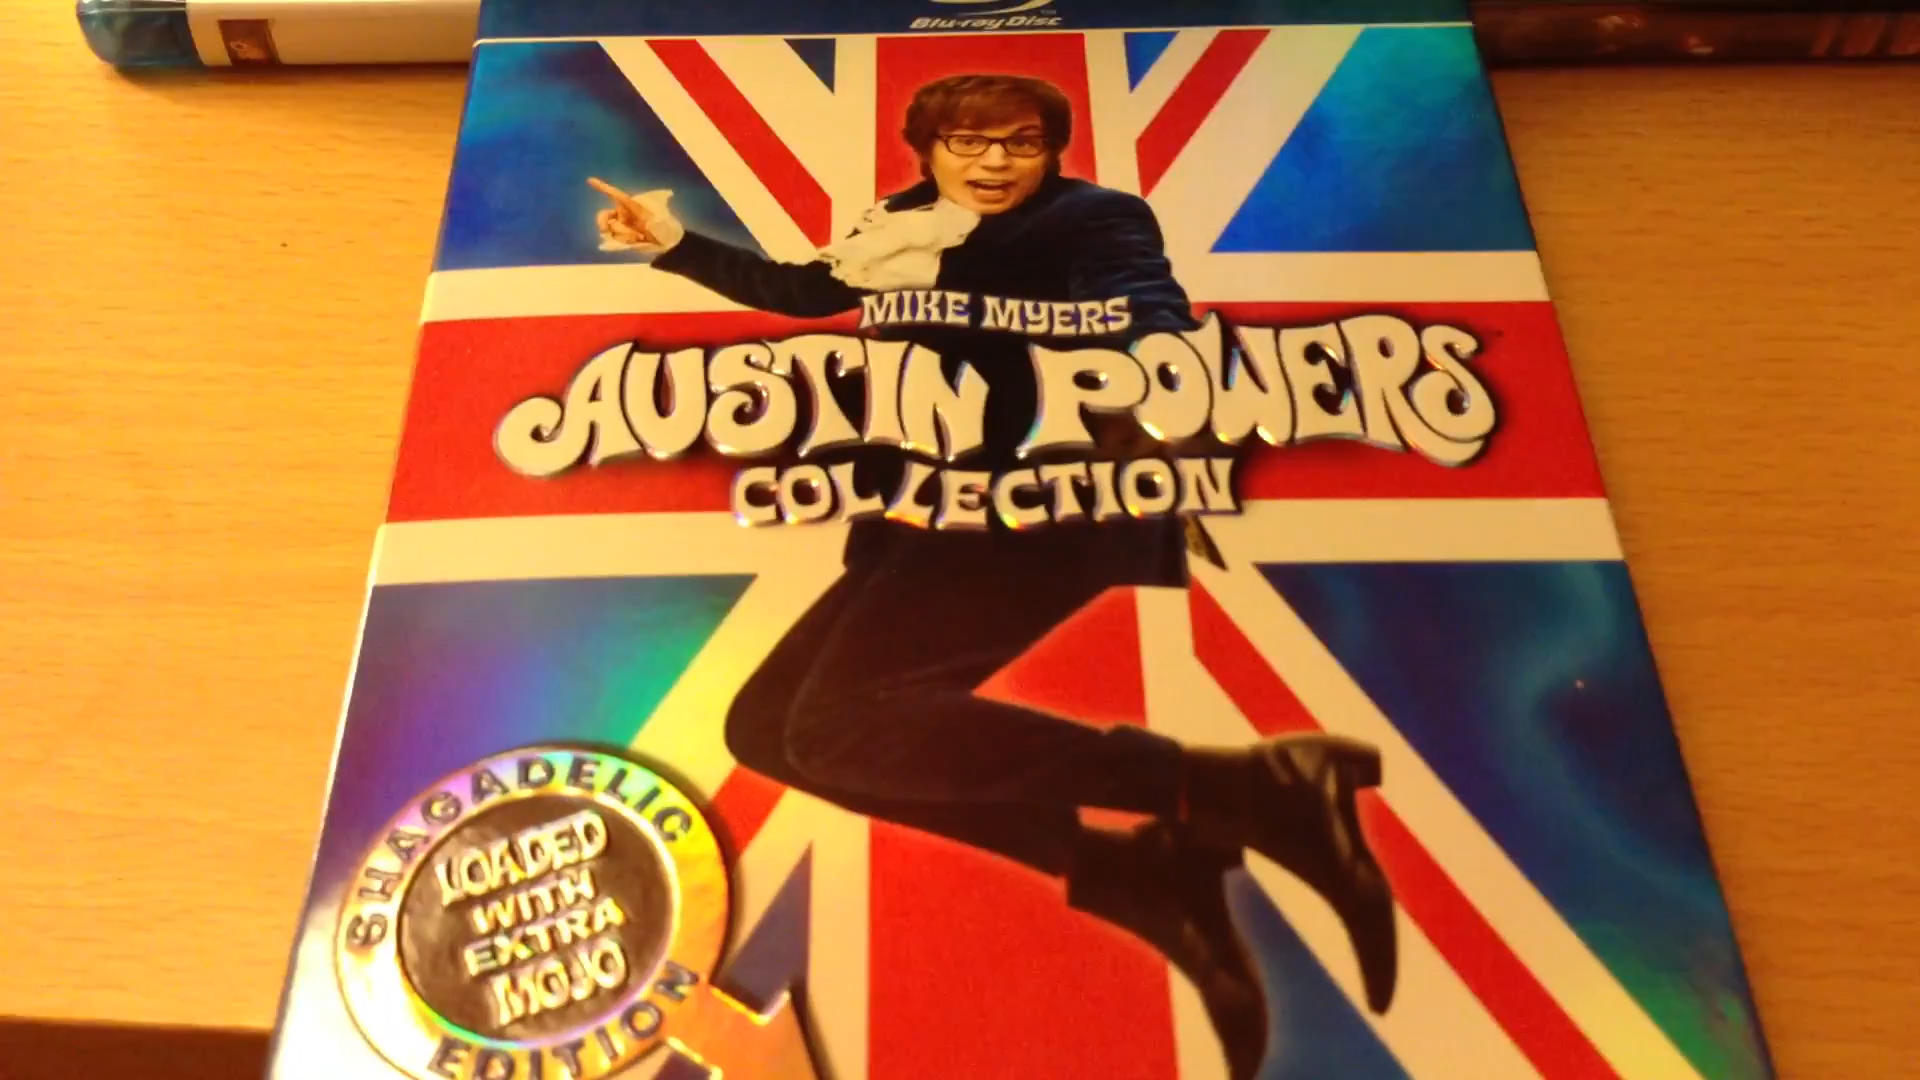 Blu-ray Disc
MIKE MYERS
AUSTIN POWERS
COLLECTION
SHAGADELIC
LOADED
WITH
EXTRA
MOJO
EDITION